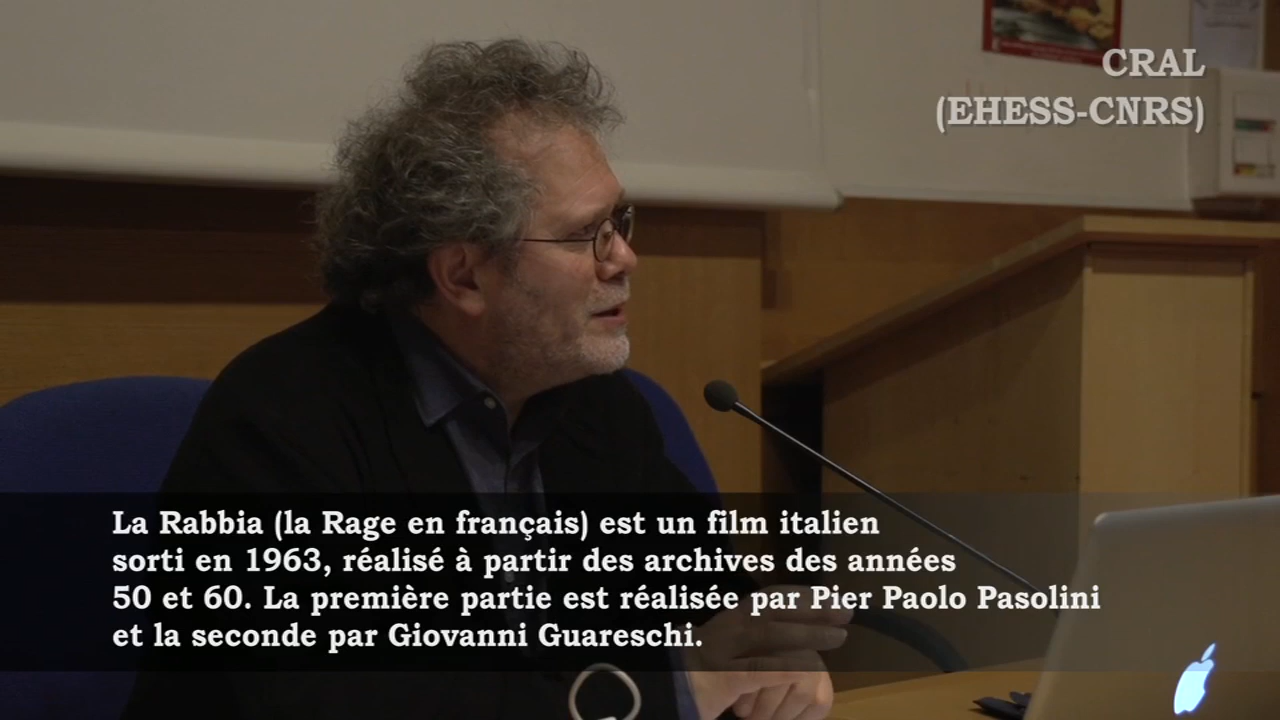 CRAL
(EHESS-CNRS)
La Rabbia (la Rage en français) est un film italien
sorti en 1963, réalisé à partir des archives des années
50 et 60. La première partie est réalisée par Pier Paolo Pasolini
et la seconde par Giovanni Guareschi.